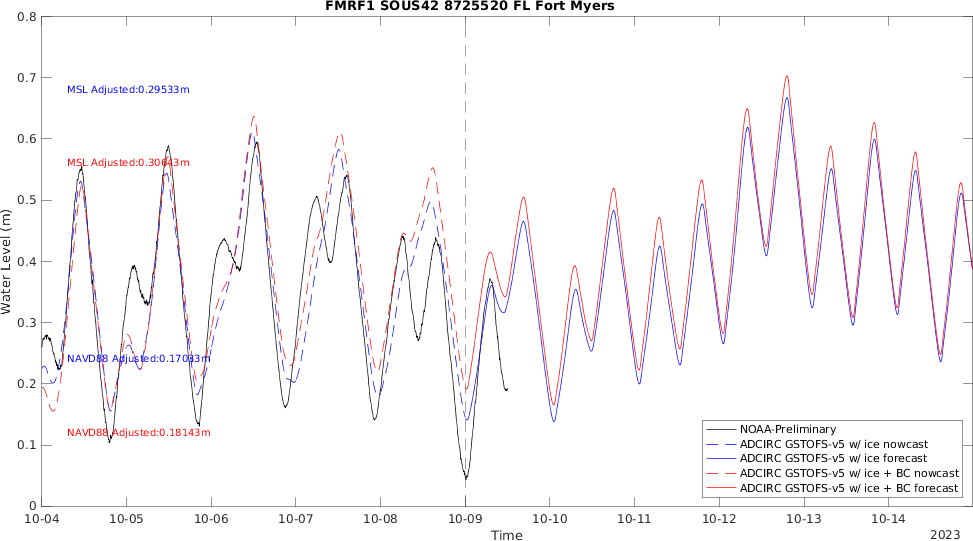 FMRF1 SOUS42 8725520 FL Fort Myers
0.8
0.7
0.6
0.5
0.4
0.3
0.2
0.1
0
Water Level (m)
MSL Adjusted:0.29533m
MSL Adjusted:0.30643m
NAVD88 Adjusted:0.17033m
NAVD88 Adjusted:0.18143m
NOAA-Preliminary
ADCIRC GSTOFS-v5 w/ ice nowcast
ADCIRC GSTOFS-v5 w/ ice forecast
ADCIRC GSTOFS-v5 w/ ice + BC nowcast
ADCIRC GSTOFS-v5 w/ ice + BC forecast
10-04 10-05 10-06 10-07 10-08 10-09 10-10 10-11 10-12 10-13 10-14
Time
2023